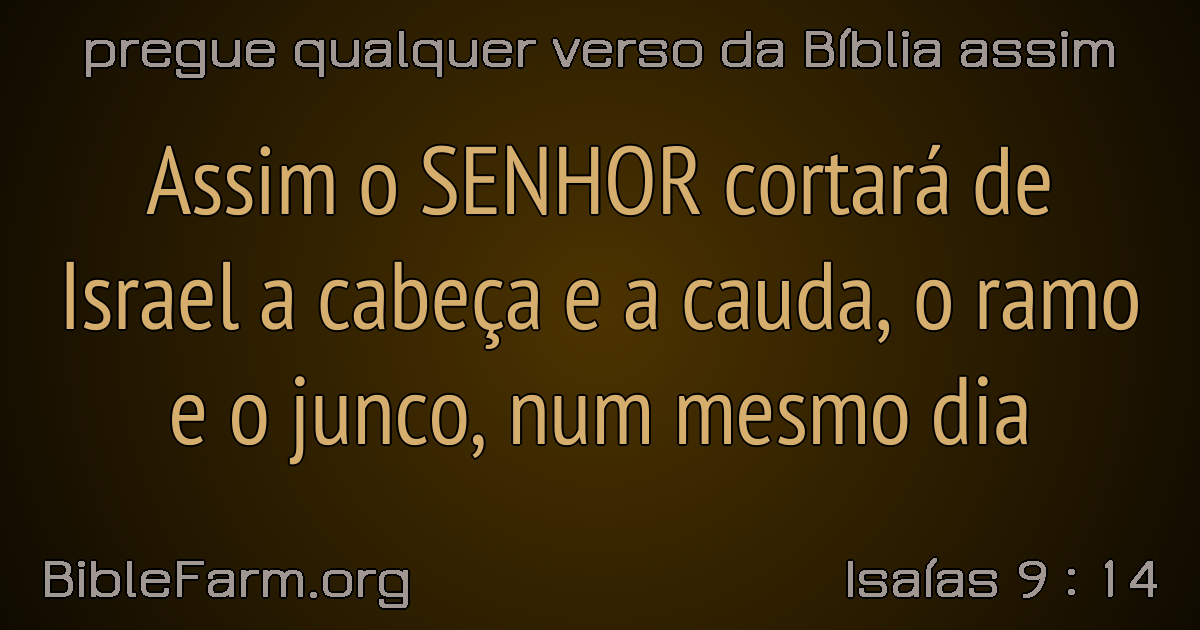 pregue qualquer verso da Bíblia assim
Assim o SENHOR cortará de
Israel a cabeça e a cauda, o ramo
e o junco, num mesmo dia
BibleFarm.org
Isaías 9 : 14